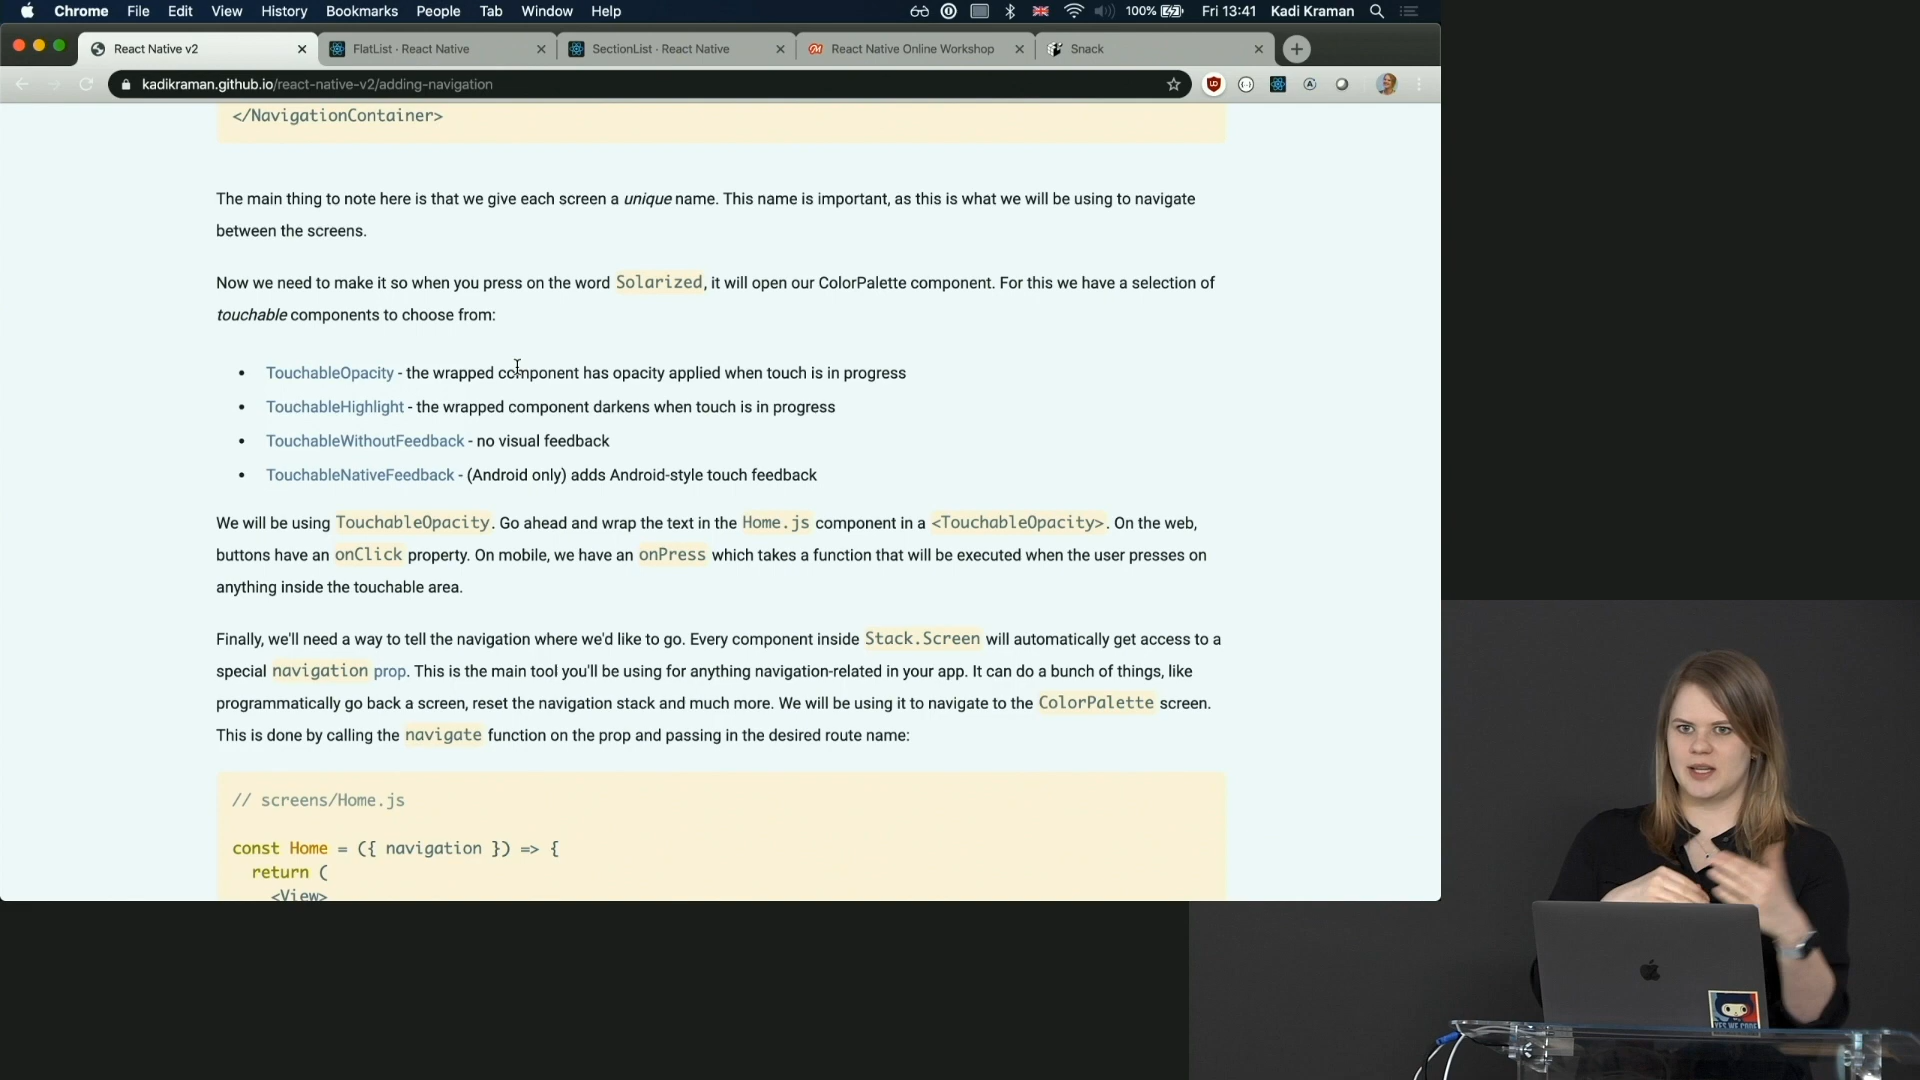 Chrome File Edit View History Bookmarks People Tab Window Help 100% Fri 13:41 Kadi Kraman
React Native v2 FlatList · React Native SectionList · React Native React Native Online Workshop Snack
kadikraman.github.io/react-native-v2/adding-navigation
</NavigationContainer>
The main thing to note here is that we give each screen a unique name. This name is important, as this is what we will be using to navigate
between the screens.
Now we need to make it so when you press on the word Solarized, it will open our ColorPalette component. For this we have a selection of
touchable components to choose from:
• TouchableOpacity - the wrapped component has opacity applied when touch is in progress
• TouchableHighlight - the wrapped component darkens when touch is in progress
• TouchableWithoutFeedback - no visual feedback
• TouchableNativeFeedback - (Android only) adds Android-style touch feedback
We will be using TouchableOpacity. Go ahead and wrap the text in the Home.js component in a <TouchableOpacity>. On the web,
buttons have an onClick property. On mobile, we have an onPress which takes a function that will be executed when the user presses on
anything inside the touchable area.
Finally, we'll need a way to tell the navigation where we'd like to go. Every component inside Stack.Screen will automatically get access to a
special navigation prop. This is the main tool you'll be using for anything navigation-related in your app. It can do a bunch of things, like
programmatically go back a screen, reset the navigation stack and much more. We will be using it to navigate to the ColorPalette screen.
This is done by calling the navigate function on the prop and passing in the desired route name:
// screens/Home.js
const Home = ({ navigation }) => {
return (
<View>
YES WE CODE